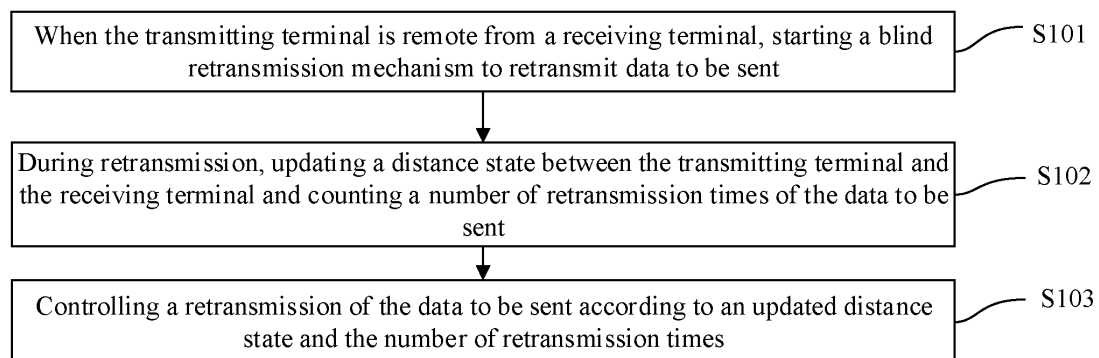 When the transmitting terminal is remote from a receiving terminal, starting a blind
retransmission mechanism to retransmit data to be sent
S101
During retransmission, updating a distance state between the transmitting terminal and
the receiving terminal and counting a number of retransmission times of the data to be
sent
S102
Controlling a retransmission of the data to be sent according to an updated distance
state and the number of retransmission times
S103